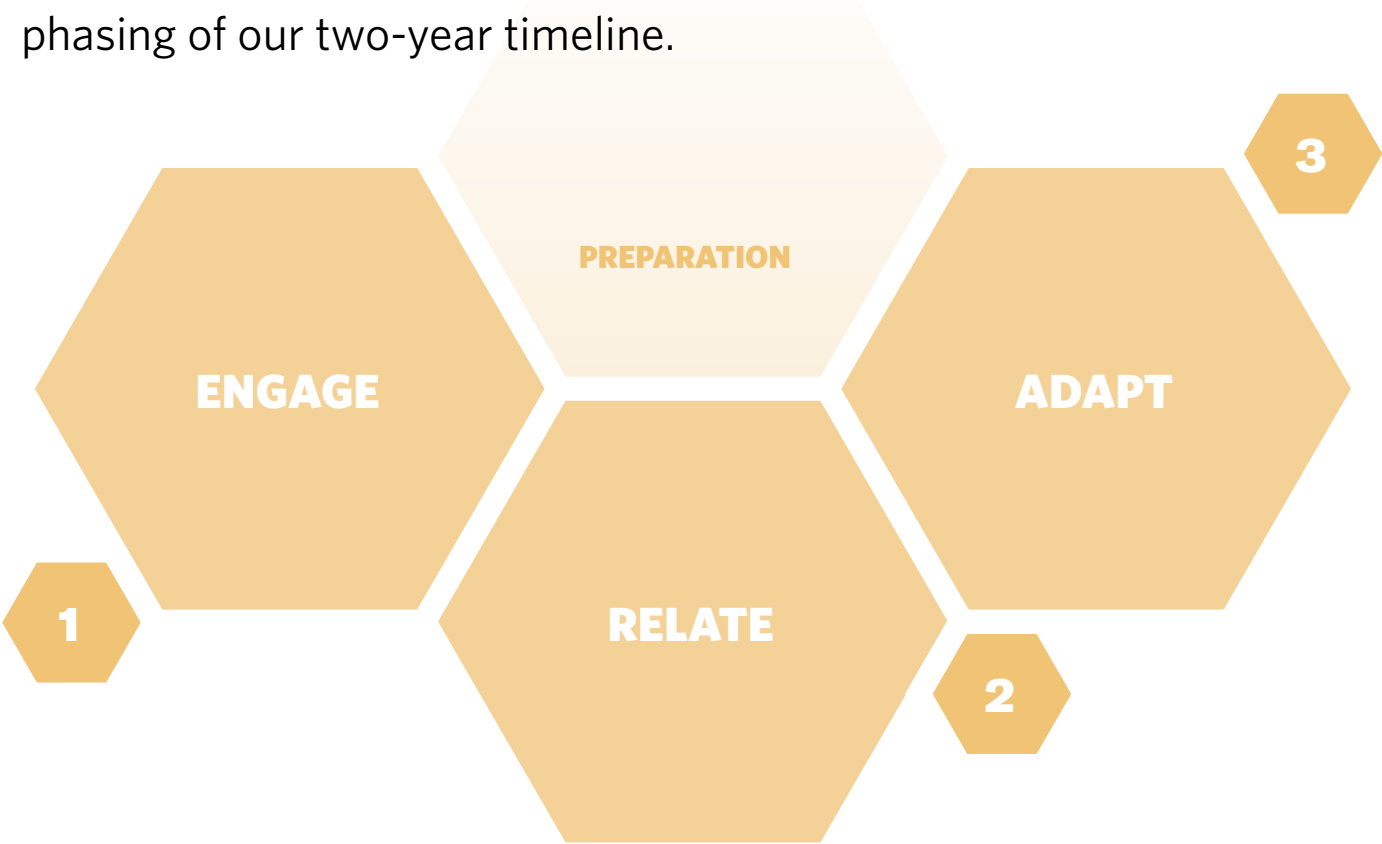 phasing of our two-year timeline.
PREPARATION
ENGAGE
1
RELATE
2
ADAPT
3